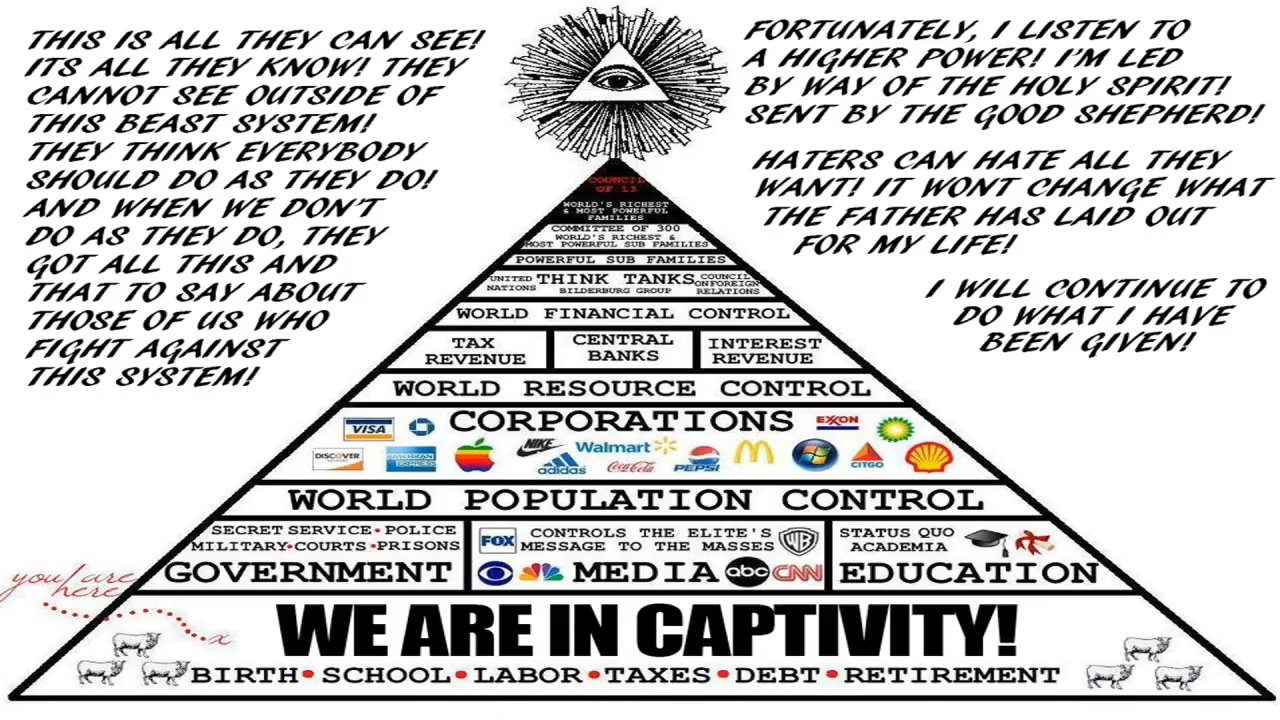 THIS IS ALL THEY CAN SEE!
ITS ALL THEY KNOW! THEY
CANNOT SEE OUTSIDE OF
THIS BEAST SYSTEM!
THEY THINK EVERYBODY
SHOULD DO AS THEY DO!
AND WHEN WE DON'T
DO AS THEY DO, THEY
GOT ALL THIS AND
THAT TO SAY ABOUT
THOSE OF US WHO
FIGHT AGAINST
THIS SYSTEM!
FORTUNATELY, I LISTEN TO
A HIGHER POWER! I'M LED
BY WAY OF THE HOLY SPIRIT!
SENT BY THE GOOD SHEPHERD!
HATERS CAN HATE ALL THEY
WANT! IT WONT CHANGE WHAT
THE FATHER HAS LAID OUT
FOR MY LIFE!
I WILL CONTINUE TO
DO WHAT I HAVE
BEEN GIVEN!
COUNCIL
OF 13
WORLD'S RICHEST
& MOST POWERFUL
FAMILIES
COMMITTEE OF 300
WORLD'S RICHEST &
MOST POWERFUL SUB FAMILIES
POWERFUL SUB FAMILIES
UNITED
NATIONS
THINK TANKS
BILDERBURG GROUP
COUNCIL
ON FOREIGN
RELATIONS
WORLD FINANCIAL CONTROL
TAX
REVENUE
CENTRAL
BANKS
INTEREST
REVENUE
WORLD RESOURCE CONTROL
CORPORATIONS
VISA
EXXON
DISCOVER
AMERICAN
EXPRESS
NIKE
adidas
Walmart
Coca-Cola
PEPSI
CITGO
WORLD POPULATION CONTROL
SECRET SERVICE • POLICE
MILITARY • COURTS • PRISONS
GOVERNMENT
FOX
CONTROLS THE ELITE'S
MESSAGE TO THE MASSES
WB
MEDIA
abc
CNN
STATUS QUO
ACADEMIA
EDUCATION
you are
here
x
WE ARE IN CAPTIVITY!
BIRTH • SCHOOL • LABOR • TAXES • DEBT • RETIREMENT